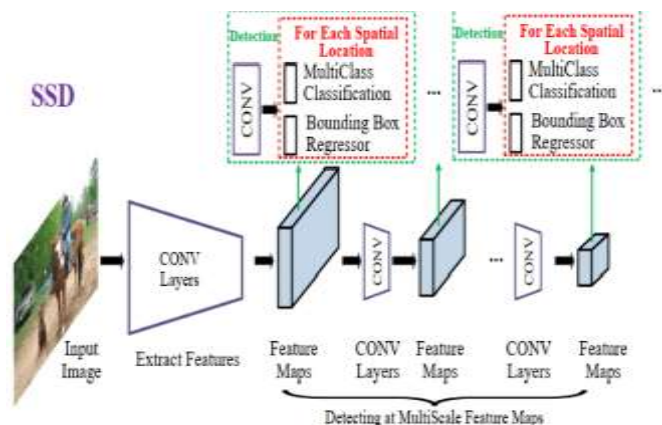 SSD
Detection
For Each Spatial
Location
CONV
MultiClass
Classification
Bounding Box
Regressor
...
Detection
For Each Spatial
Location
CONV
MultiClass
Classification
Bounding Box
Regressor
...
CONV
Layers
CONV
...
CONV
Input
Image
Extract Features
Feature
Maps
CONV
Layers
Feature
Maps
CONV
Layers
Feature
Maps
Detecting at MultiScale Feature Maps